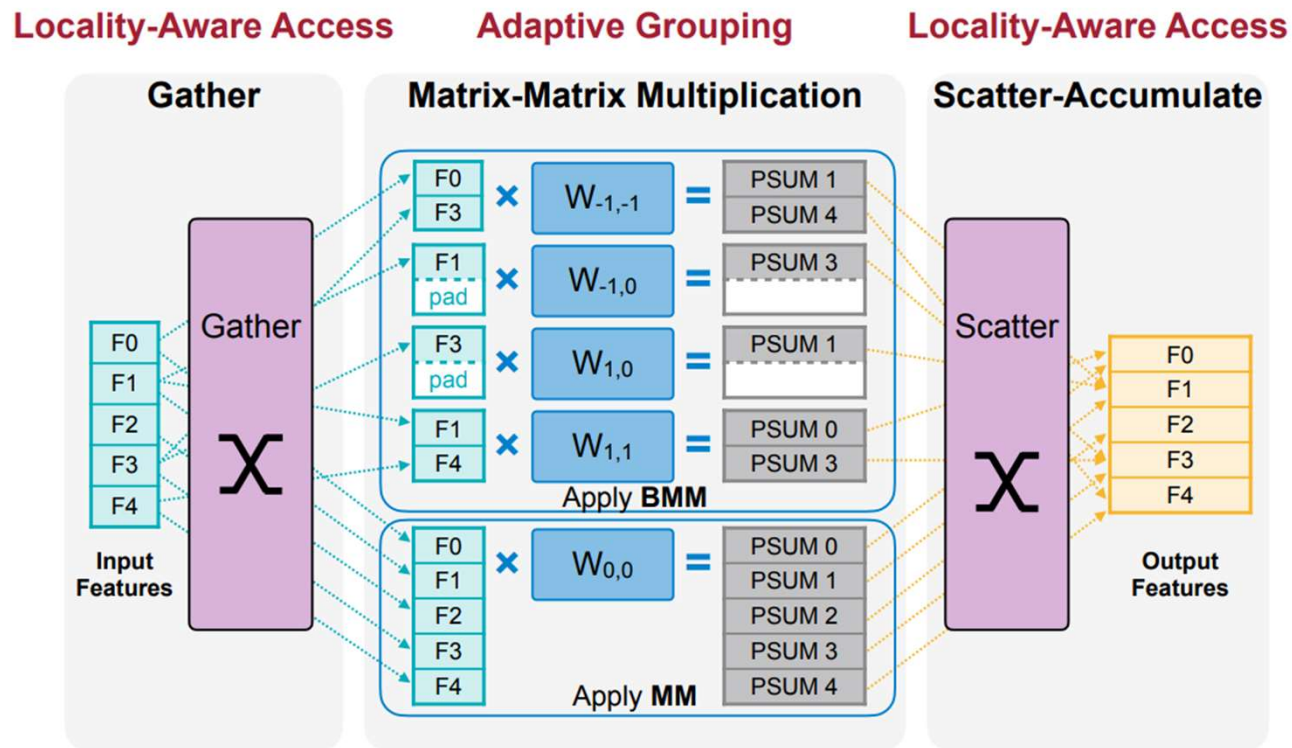 Locality-Aware Access
Adaptive Grouping
Locality-Aware Access
Gather
Matrix-Matrix Multiplication
Scatter-Accumulate
F0
F1
F2
F3
F4
Input
Features
Gather
F0
F3
× W-1,-1 =
PSUM 1
PSUM 4
F1
pad
× W-1,0 =
PSUM 3
F3
pad
× W1,0 =
PSUM 1
F1
F4
× W1,1 =
PSUM 0
PSUM 3
Apply BMM
F0
F1
F2
F3
F4
× W0,0 =
PSUM 0
PSUM 1
PSUM 2
PSUM 3
PSUM 4
Apply MM
Scatter
F0
F1
F2
F3
F4
Output
Features